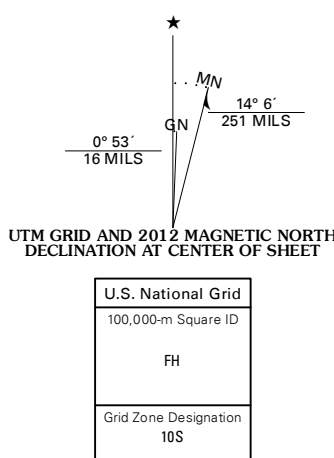 ★
MN
GN
14° 6´
251 MILS
0° 53´
16 MILS
UTM GRID AND 2012 MAGNETIC NORTH
DECLINATION AT CENTER OF SHEET
U.S. National Grid
100,000-m Square ID
FH
Grid Zone Designation
10S